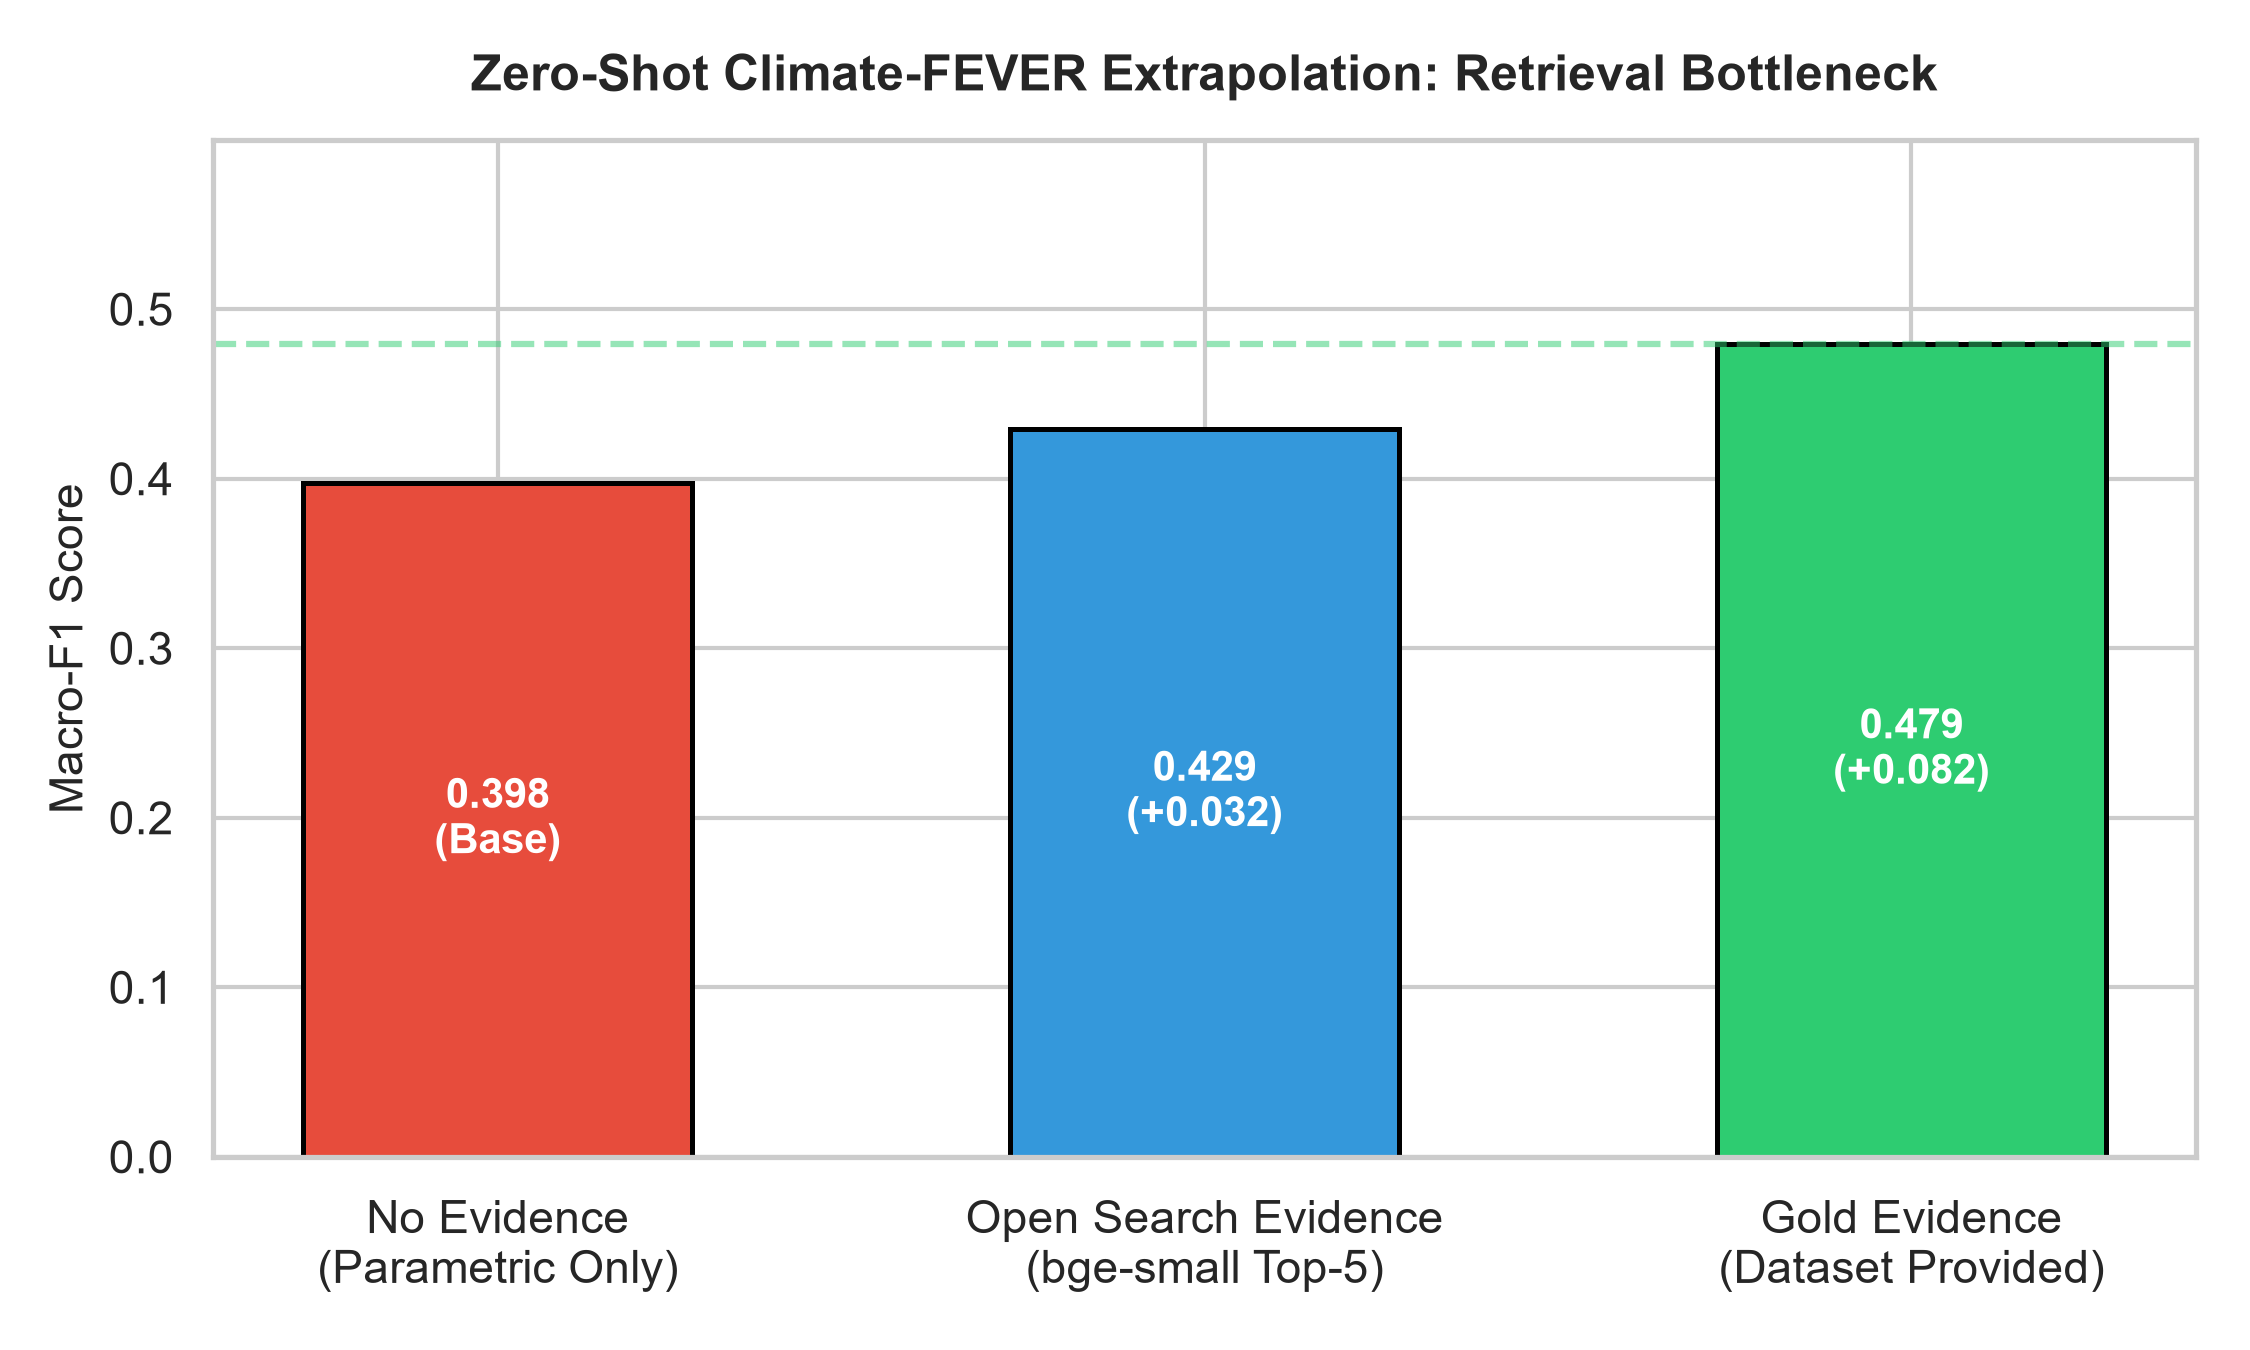 Zero-Shot Climate-FEVER Extrapolation: Retrieval Bottleneck
Macro-F1 Score
0.5
0.4
0.3
0.2
0.1
0.0
0.398
(Base)
0.429
(+0.032)
0.479
(+0.082)
No Evidence
(Parametric Only)
Open Search Evidence
(bge-small Top-5)
Gold Evidence
(Dataset Provided)